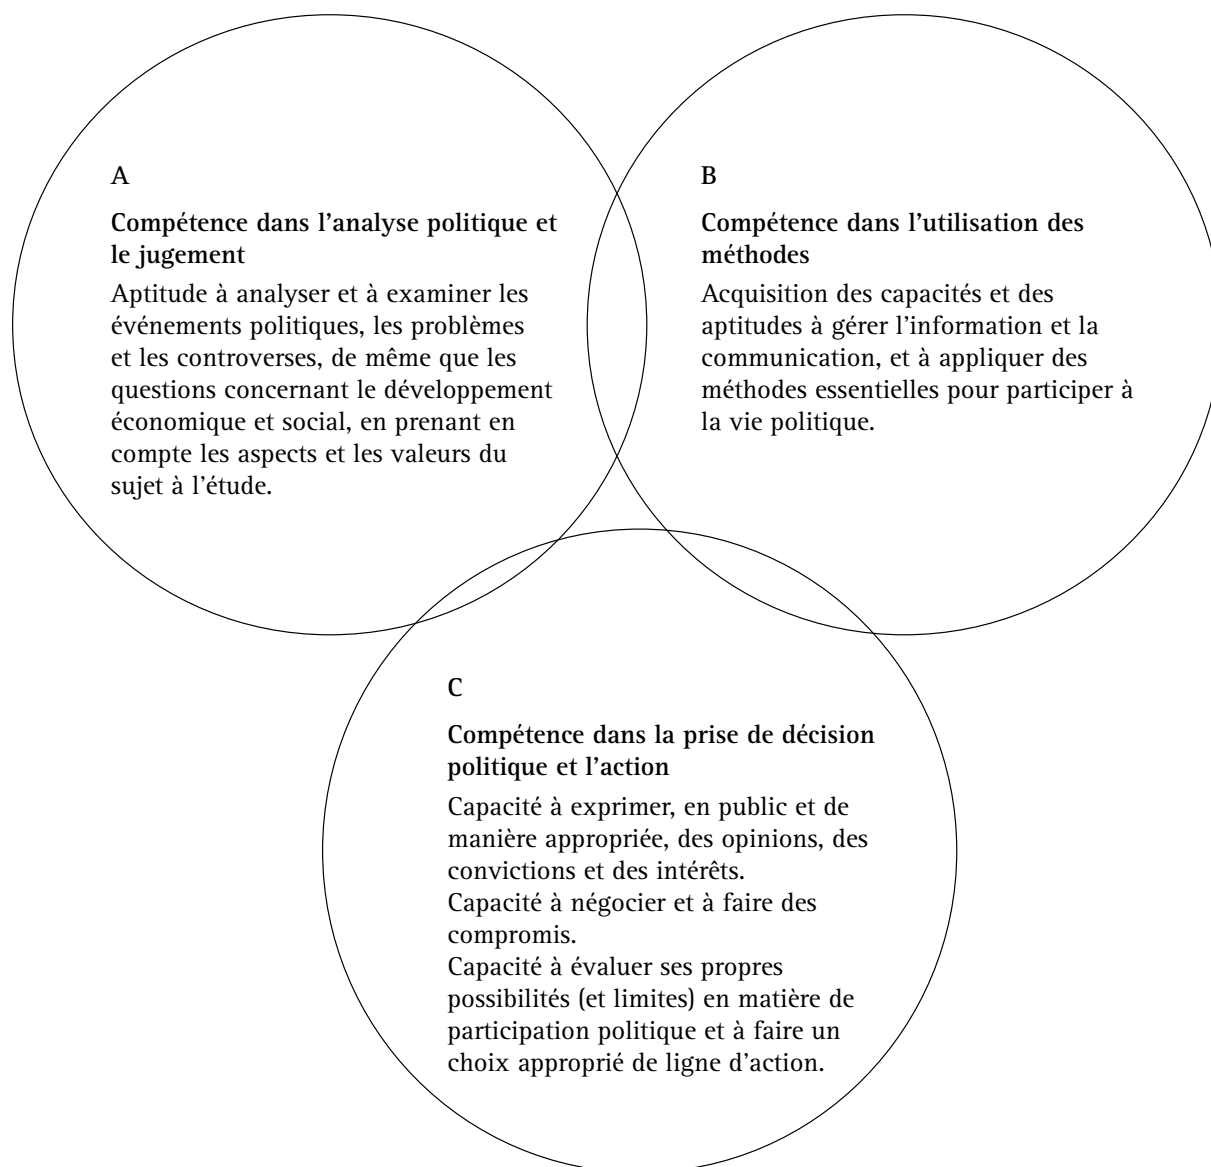 A
Compétence dans l'analyse politique et
le jugement
Aptitude à analyser et à examiner les
événements politiques, les problèmes
et les controverses, de même que les
questions concernant le développement
économique et social, en prenant en
compte les aspects et les valeurs du
sujet à l'étude.
B
Compétence dans l'utilisation des
méthodes
Acquisition des capacités et des
aptitudes à gérer l'information et la
communication, et à appliquer des
méthodes essentielles pour participer à
la vie politique.
C
Compétence dans la prise de décision
politique et l'action
Capacité à exprimer, en public et de
manière appropriée, des opinions, des
convictions et des intérêts.
Capacité à négocier et à faire des
compromis.
Capacité à évaluer ses propres
possibilités (et limites) en matière de
participation politique et à faire un
choix approprié de ligne d'action.